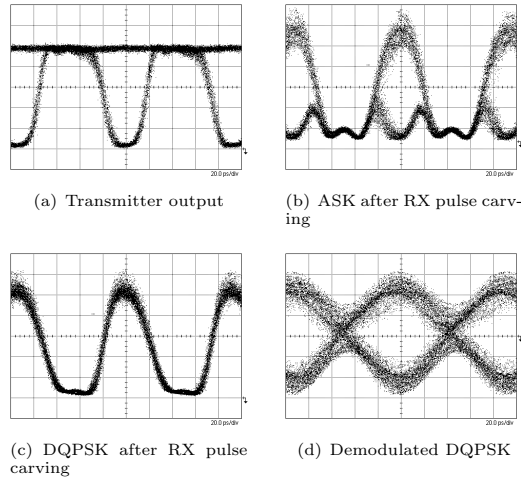 20.0 ps/div
20.0 ps/div
(a) Transmitter output
(b) ASK after RX pulse carv-
ing
20.0 ps/div
20.0 ps/div
(c) DQPSK after RX pulse
carving
(d) Demodulated DQPSK